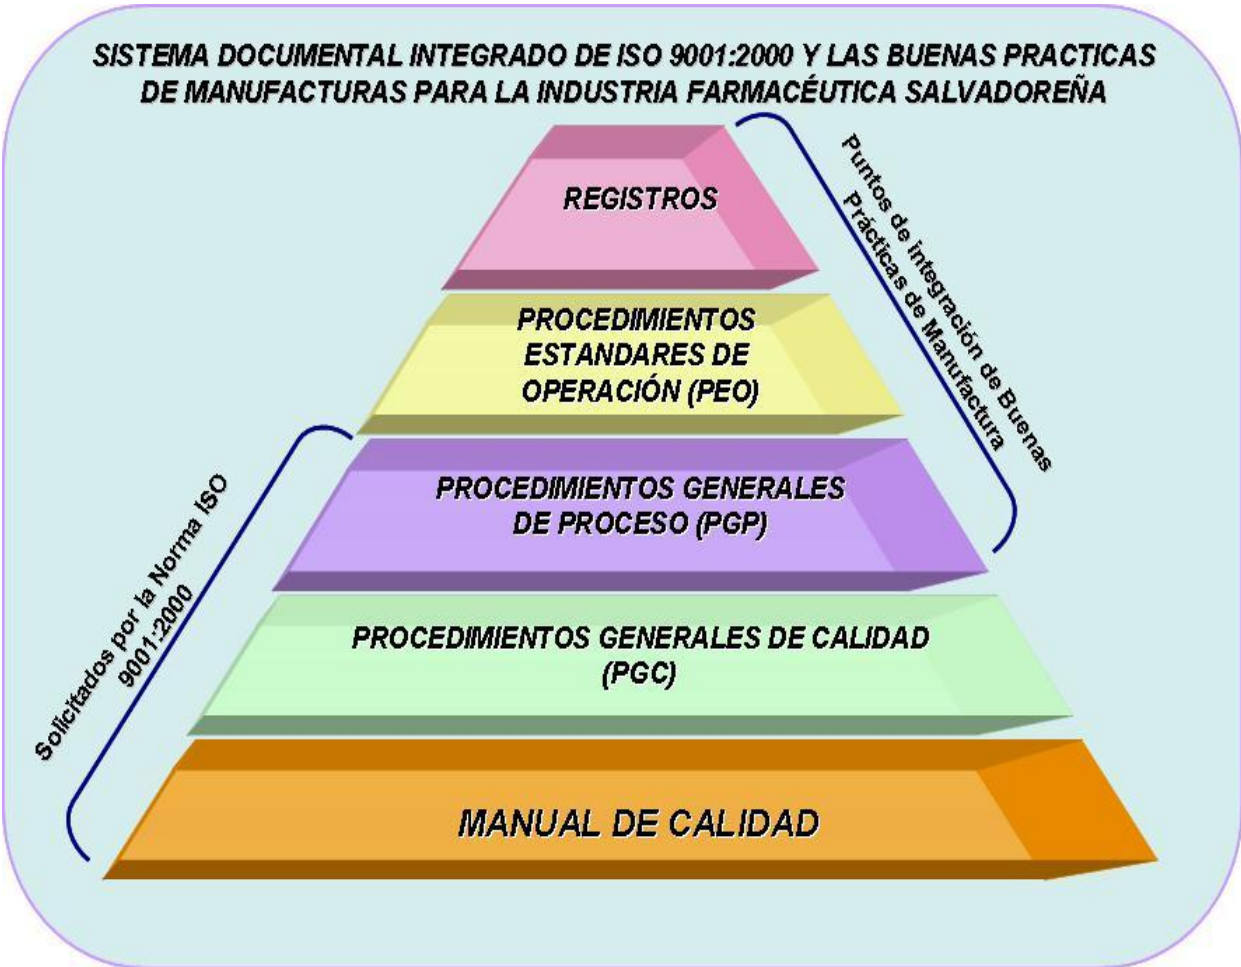 SISTEMA DOCUMENTAL INTEGRADO DE ISO 9001:2000 Y LAS BUENAS PRACTICAS
DE MANUFACTURAS PARA LA INDUSTRIA FARMACÉUTICA SALVADOREÑA
REGISTROS
Puntos de integración de Buenas
Prácticas de Manufactura
PROCEDIMIENTOS
ESTANDARES DE
OPERACIÓN (PEO)
PROCEDIMIENTOS GENERALES
DE PROCESO (PGP)
Solicitados por la Norma ISO
9001:2000
PROCEDIMIENTOS GENERALES DE CALIDAD
(PGC)
MANUAL DE CALIDAD